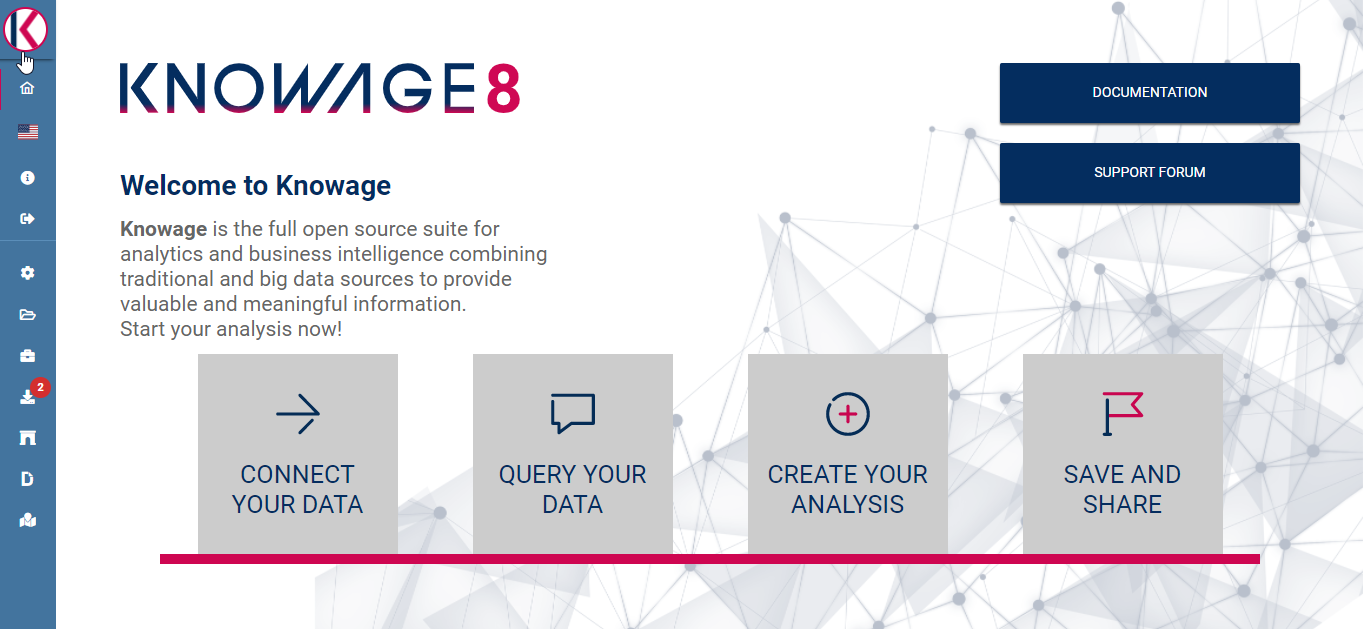 K
KNOWAGE 8
DOCUMENTATION
SUPPORT FORUM
Welcome to Knowage
Knowage is the full open source suite for
analytics and business intelligence combining
traditional and big data sources to provide
valuable and meaningful information.
Start your analysis now!
2
D
CONNECT
YOUR DATA
QUERY YOUR
DATA
CREATE YOUR
ANALYSIS
SAVE AND
SHARE